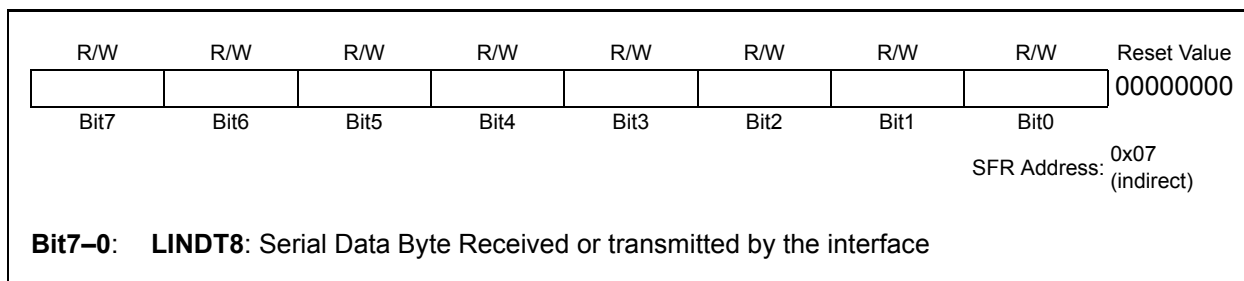 R/W R/W R/W R/W R/W R/W R/W R/W Reset Value
00000000
Bit7 Bit6 Bit5 Bit4 Bit3 Bit2 Bit1 Bit0
SFR Address: 0x07
(indirect)
Bit7–0: LINDT8: Serial Data Byte Received or transmitted by the interface